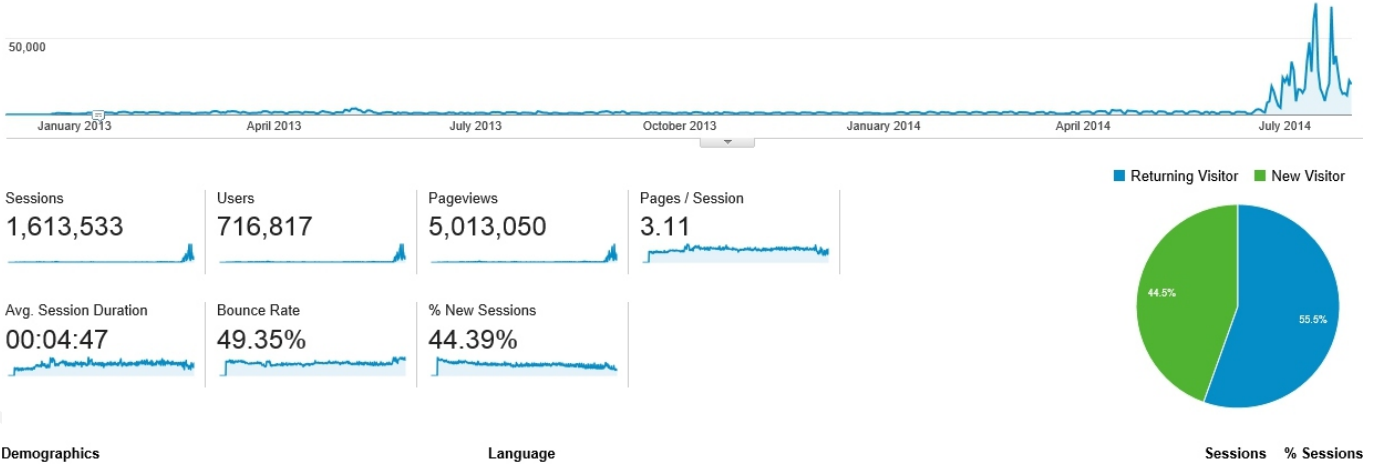 50,000
January 2013 April 2013 July 2013 October 2013 January 2014 April 2014 July 2014
Returning Visitor New Visitor
Sessions Users Pageviews Pages / Session
1,613,533 716,817 5,013,050 3.11
44.5%
55.5%
Avg. Session Duration Bounce Rate % New Sessions
00:04:47 49.35% 44.39%
Demographics Language Sessions % Sessions